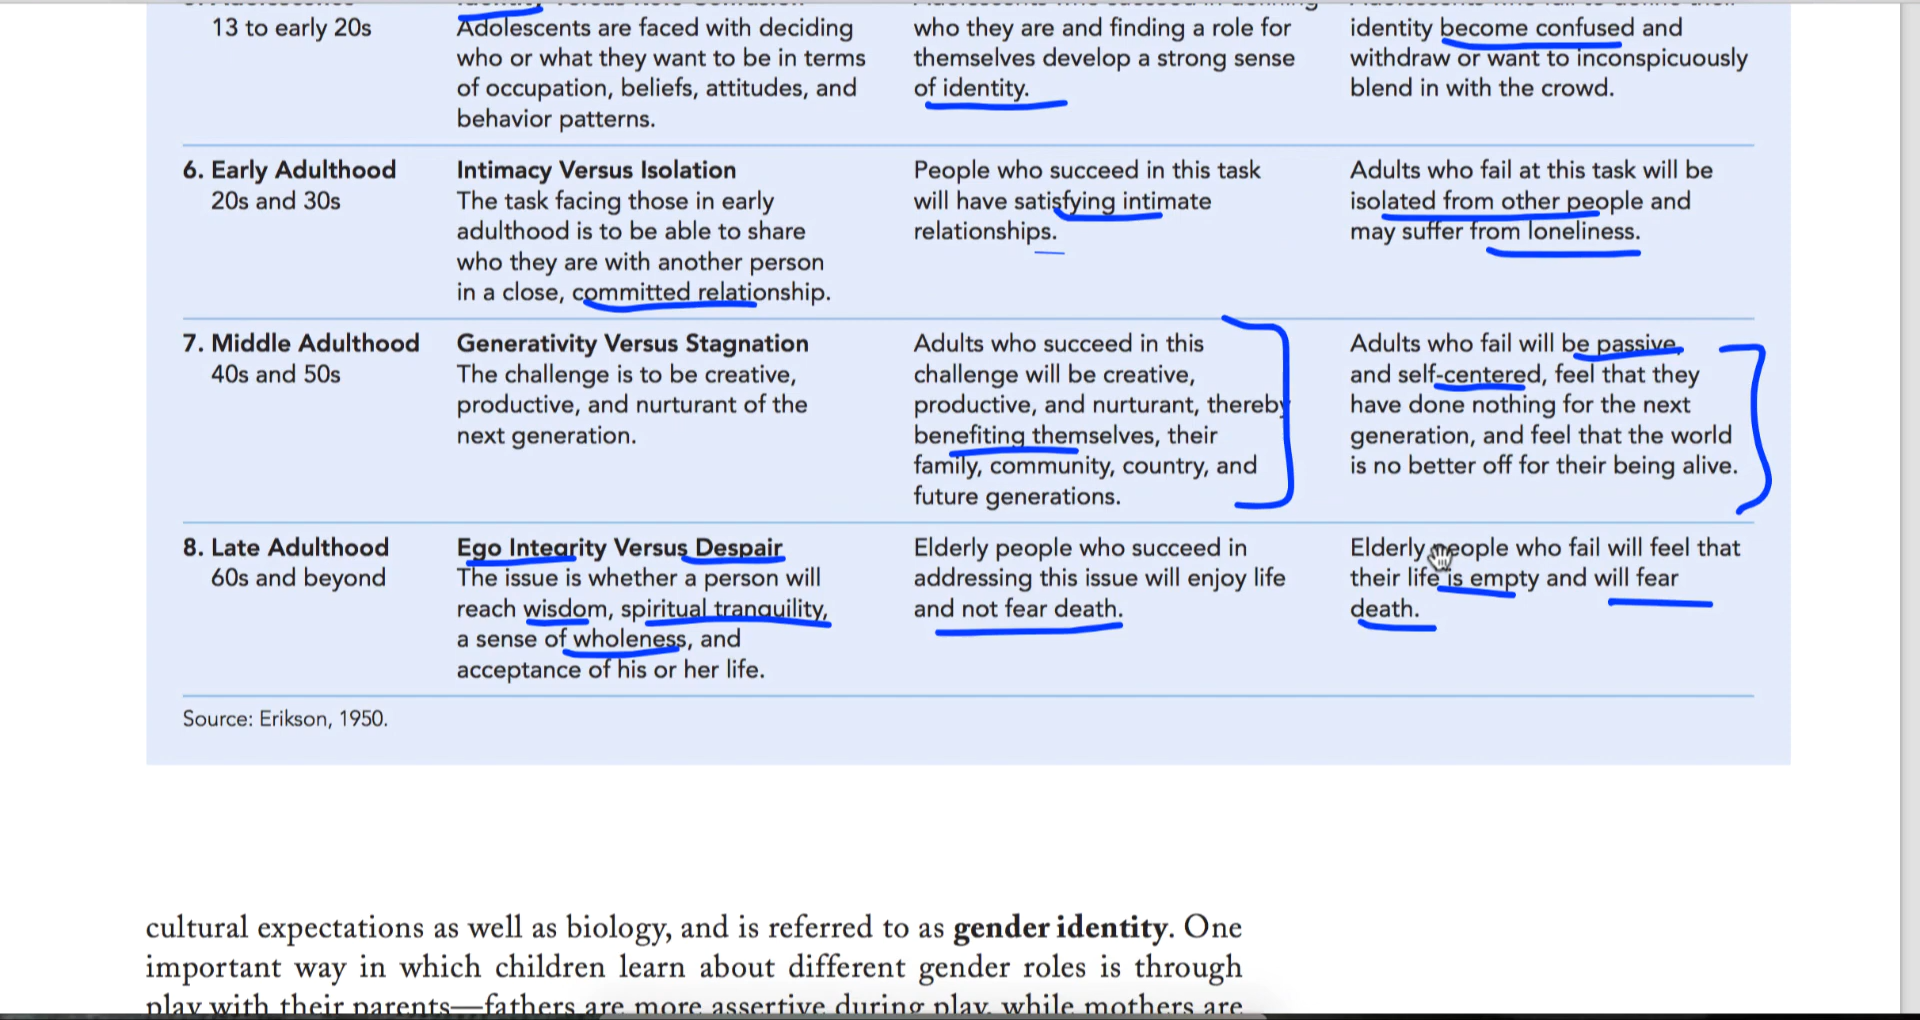 13 to early 20s
Adolescents are faced with deciding
who or what they want to be in terms
of occupation, beliefs, attitudes, and
behavior patterns.
who they are and finding a role for
themselves develop a strong sense
of identity.
identity become confused and
withdraw or want to inconspicuously
blend in with the crowd.
6. Early Adulthood
20s and 30s
Intimacy Versus Isolation
The task facing those in early
adulthood is to be able to share
who they are with another person
in a close, committed relationship.
People who succeed in this task
will have satisfying intimate
relationships.
Adults who fail at this task will be
isolated from other people and
may suffer from loneliness.
7. Middle Adulthood
40s and 50s
Generativity Versus Stagnation
The challenge is to be creative,
productive, and nurturant of the
next generation.
Adults who succeed in this
challenge will be creative,
productive, and nurturant, thereby
benefiting themselves, their
family, community, country, and
future generations.
Adults who fail will be passive,
and self-centered, feel that they
have done nothing for the next
generation, and feel that the world
is no better off for their being alive.
8. Late Adulthood
60s and beyond
Ego Integrity Versus Despair
The issue is whether a person will
reach wisdom, spiritual tranquility,
a sense of wholeness, and
acceptance of his or her life.
Elderly people who succeed in
addressing this issue will enjoy life
and not fear death.
Elderly people who fail will feel that
their life is empty and will fear
death.
Source: Erikson, 1950.
cultural expectations as well as biology, and is referred to as gender identity. One
important way in which children learn about different gender roles is through
play with their parents—fathers are more assertive during play, while mothers are